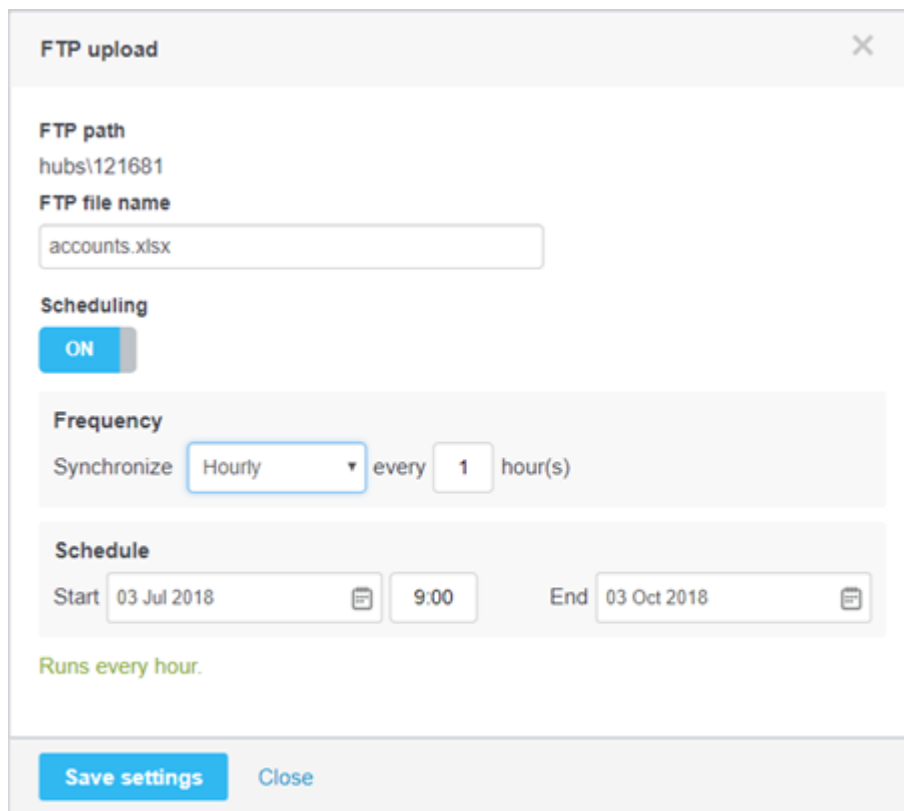 FTP upload
FTP path
hubs\121681
FTP file name
accounts.xlsx
Scheduling
ON
Frequency
Synchronize Hourly every 1 hour(s)
Schedule
Start 03 Jul 2018 9:00 End 03 Oct 2018
Runs every hour.
Save settings Close